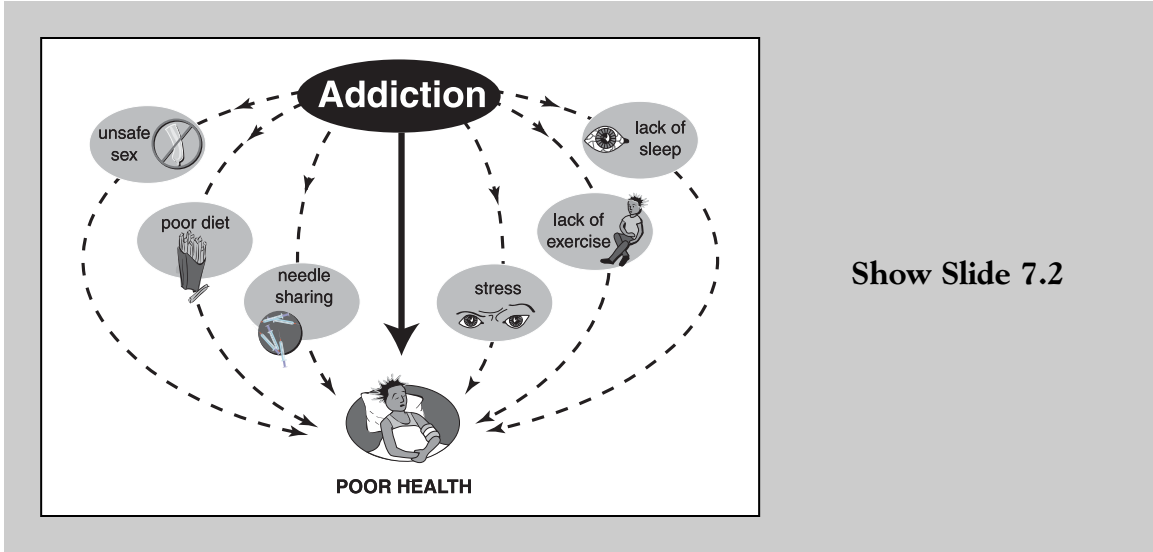 Addiction
unsafe
sex
lack of
sleep
poor diet
lack of
exercise
needle
sharing
stress
POOR HEALTH
Show Slide 7.2